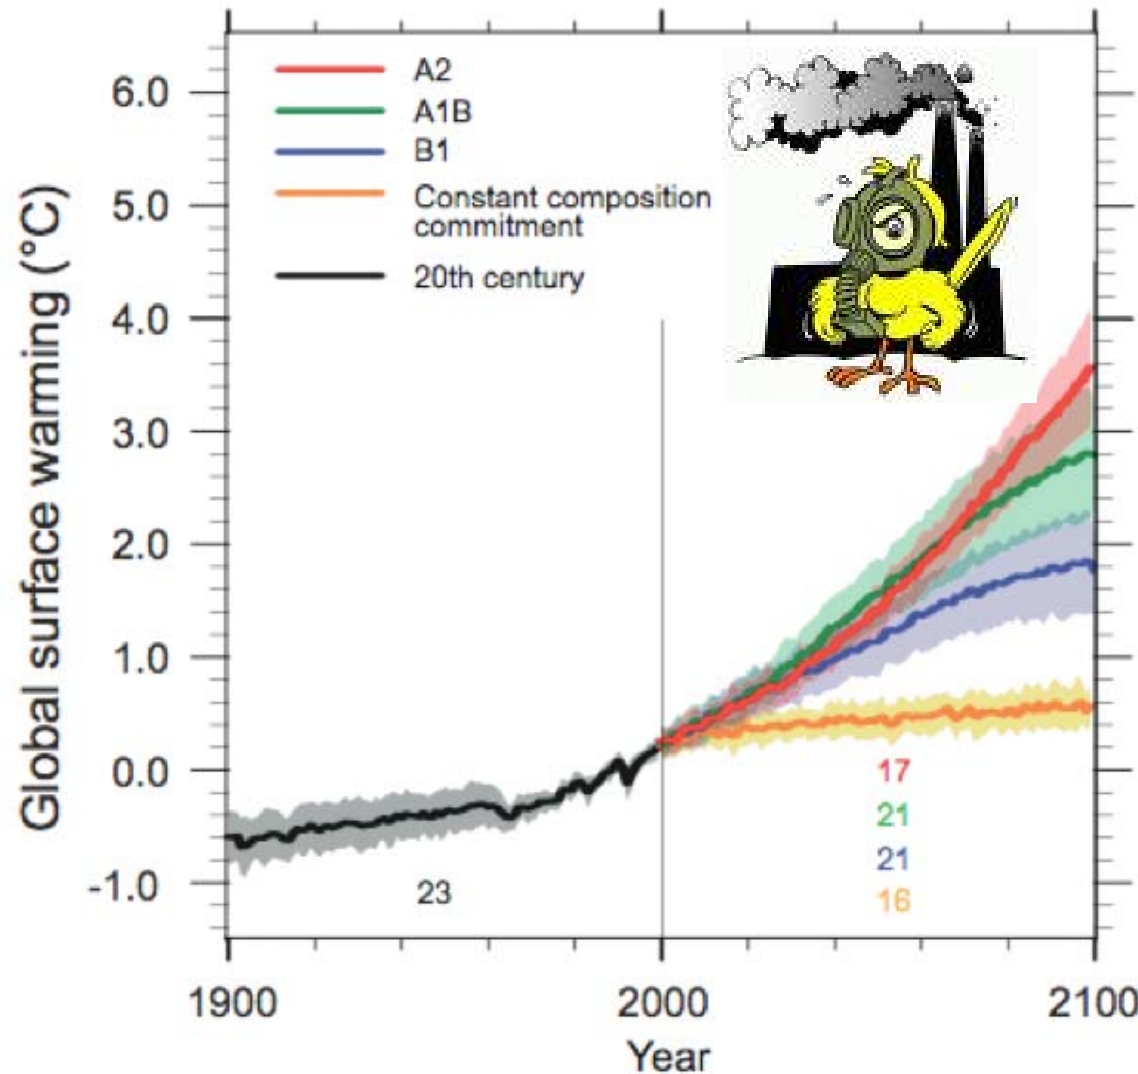 A2
A1B
B1
Constant composition
commitment
20th century
Global surface warming (°C)
6.0
5.0
4.0
3.0
2.0
1.0
0.0
-1.0
17
21
21
16
23
1900
2000
2100
Year